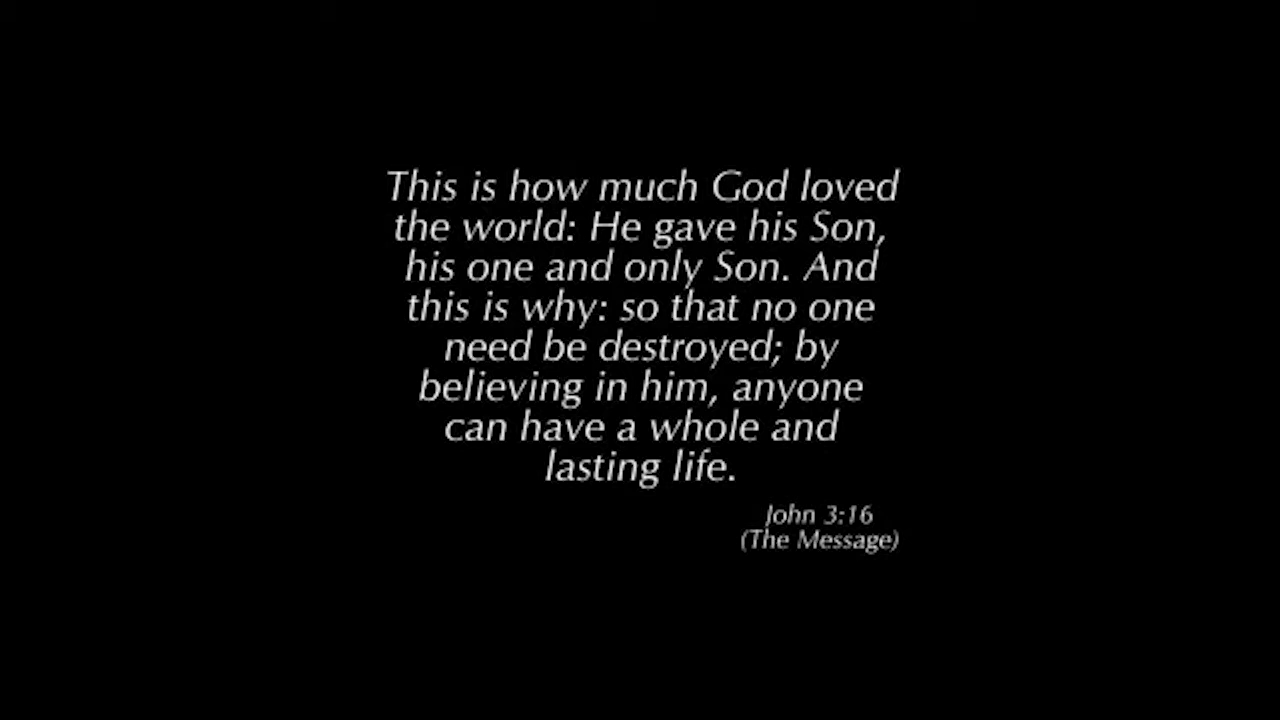 This is how much God loved
the world: He gave his Son,
his one and only Son. And
this is why: so that no one
need be destroyed; by
believing in him, anyone
can have a whole and
lasting life.
John 3:16
(The Message)